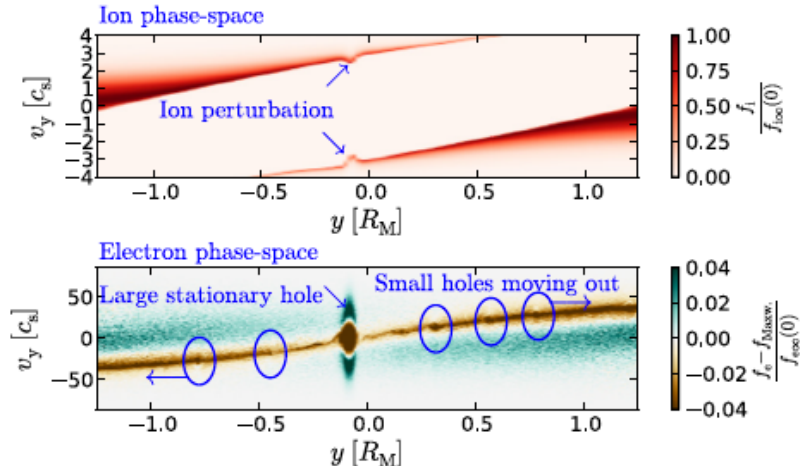 Ion phase-space
4
3
2
1
0
−1
−2
−3
−4
v_y [c_s]
Ion perturbation
−1.0 −0.5 0.0 0.5 1.0
y [R_M]
1,00
0,75
0,50
0,25
0,00
f_i
f_i∞(0)
Electron phase-space
50
0
−50
v_y [c_s]
Large stationary hole
Small holes moving out
−1.0 −0.5 0.0 0.5 1.0
y [R_M]
0.04
0.02
0.00
−0.02
−0.04
f_e−f_Maxw.
f_e∞(0)